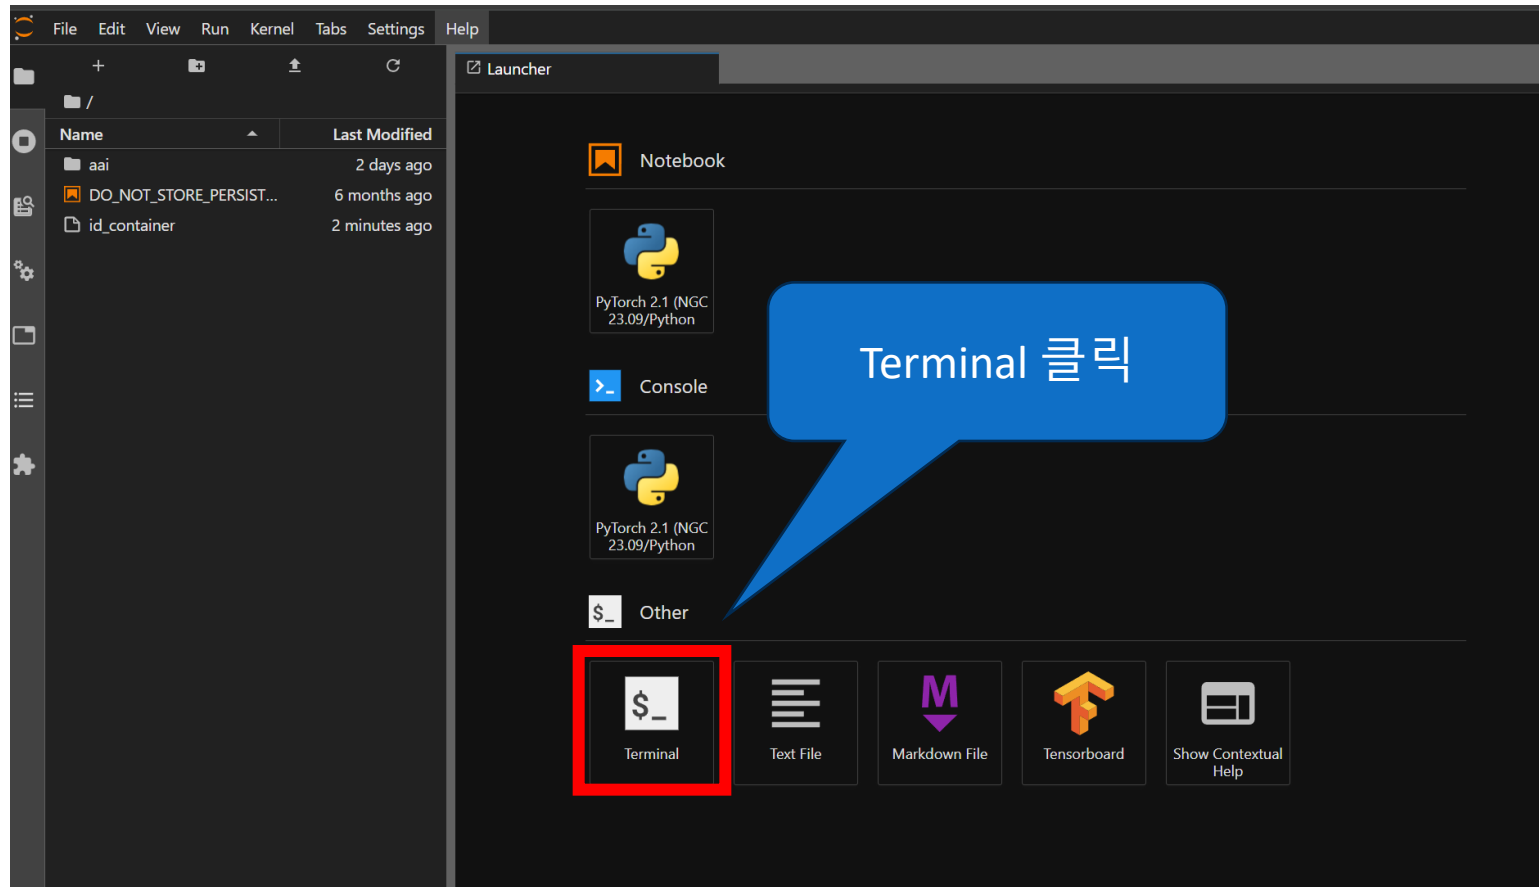 File Edit View Run Kernel Tabs Settings Help
Launcher
/
Name Last Modified
aai 2 days ago
DO_NOT_STORE_PERSIST... 6 months ago
id_container 2 minutes ago
Notebook
PyTorch 2.1 (NGC
23.09/Python
Terminal 클릭
Console
PyTorch 2.1 (NGC
23.09/Python
$_ Other
$_
Terminal
Text File
M
Markdown File
Tensorboard
Show Contextual
Help